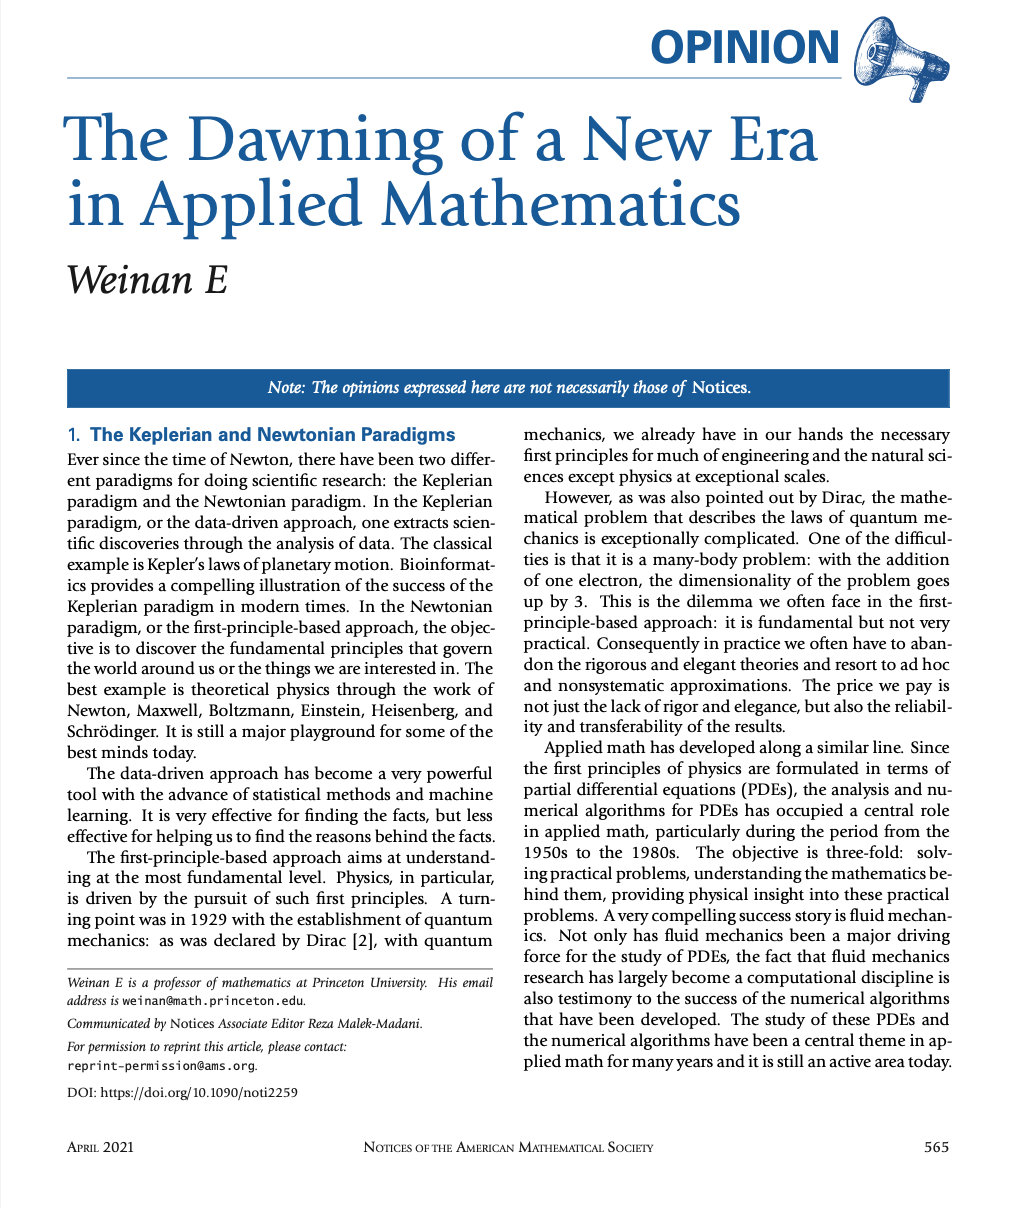 OPINION
The Dawning of a New Era
in Applied Mathematics
Weinan E
Note: The opinions expressed here are not necessarily those of Notices.
1. The Keplerian and Newtonian Paradigms
Ever since the time of Newton, there have been two differ-
ent paradigms for doing scientific research: the Keplerian
paradigm and the Newtonian paradigm. In the Keplerian
paradigm, or the data-driven approach, one extracts scien-
tific discoveries through the analysis of data. The classical
example is Kepler's laws of planetary motion. Bioinformat-
ics provides a compelling illustration of the success of the
Keplerian paradigm in modern times. In the Newtonian
paradigm, or the first-principle-based approach, the objec-
tive is to discover the fundamental principles that govern
the world around us or the things we are interested in. The
best example is theoretical physics through the work of
Newton, Maxwell, Boltzmann, Einstein, Heisenberg, and
Schrödinger. It is still a major playground for some of the
best minds today.
The data-driven approach has become a very powerful
tool with the advance of statistical methods and machine
learning. It is very effective for finding the facts, but less
effective for helping us to find the reasons behind the facts.
The first-principle-based approach aims at understand-
ing at the most fundamental level. Physics, in particular,
is driven by the pursuit of such first principles. A turn-
ing point was in 1929 with the establishment of quantum
mechanics: as was declared by Dirac [2], with quantum
Weinan E is a professor of mathematics at Princeton University. His email
address is weinan@math.princeton.edu.
Communicated by Notices Associate Editor Reza Malek-Madani.
For permission to reprint this article, please contact:
reprint-permission@ams.org.
DOI: https://doi.org/10.1090/noti2259
mechanics, we already have in our hands the necessary
first principles for much of engineering and the natural sci-
ences except physics at exceptional scales.
However, as was also pointed out by Dirac, the mathe-
matical problem that describes the laws of quantum me-
chanics is exceptionally complicated. One of the difficul-
ties is that it is a many-body problem: with the addition
of one electron, the dimensionality of the problem goes
up by 3. This is the dilemma we often face in the first-
principle-based approach: it is fundamental but not very
practical. Consequently in practice we often have to aban-
don the rigorous and elegant theories and resort to ad hoc
and nonsystematic approximations. The price we pay is
not just the lack of rigor and elegance, but also the reliabil-
ity and transferability of the results.
Applied math has developed along a similar line. Since
the first principles of physics are formulated in terms of
partial differential equations (PDEs), the analysis and nu-
merical algorithms for PDEs has occupied a central role
in applied math, particularly during the period from the
1950s to the 1980s. The objective is three-fold: solv-
ing practical problems, understanding the mathematics be-
hind them, providing physical insight into these practical
problems. A very compelling success story is fluid mechan-
ics. Not only has fluid mechanics been a major driving
force for the study of PDEs, the fact that fluid mechanics
research has largely become a computational discipline is
also testimony to the success of the numerical algorithms
that have been developed. The study of these PDEs and
the numerical algorithms have been a central theme in ap-
plied math for many years and it is still an active area today.
April 2021 Notices of the American Mathematical Society 565